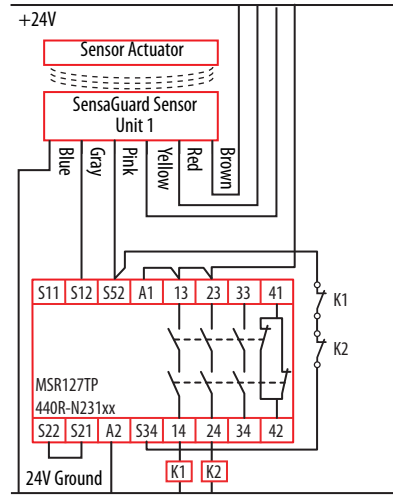 +24V
Sensor Actuator
SensaGuard Sensor
Unit 1
Blue
Gray
Pink
Yellow
Red
Brown
S11 S12 S52 A1 13 23 33 41
K1
K2
MSR127TP
440R-N231xx
S22 S21 A2 S34 14 24 34 42
24V Ground
K1 K2